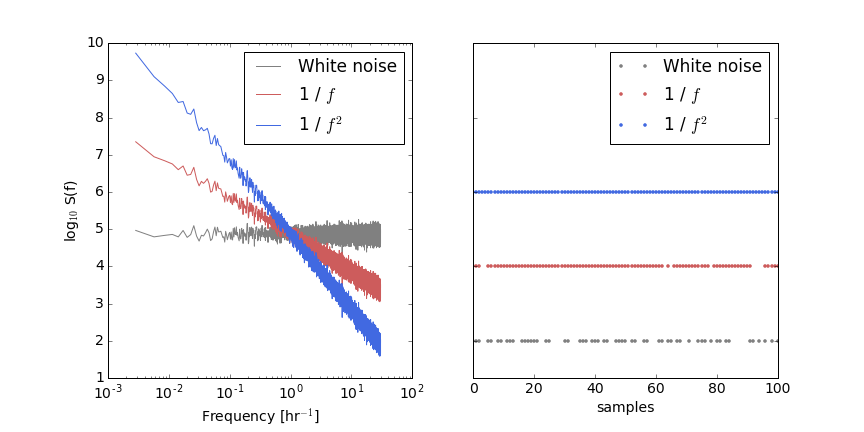 10
9
8
7
6
5
4
3
2
1
log₁₀ S(f)
10⁻³ 10⁻² 10⁻¹ 10⁰ 10¹ 10²
Frequency [hr⁻¹]
White noise
1 / f
1 / f²
White noise
1 / f
1 / f²
0 20 40 60 80 100
samples